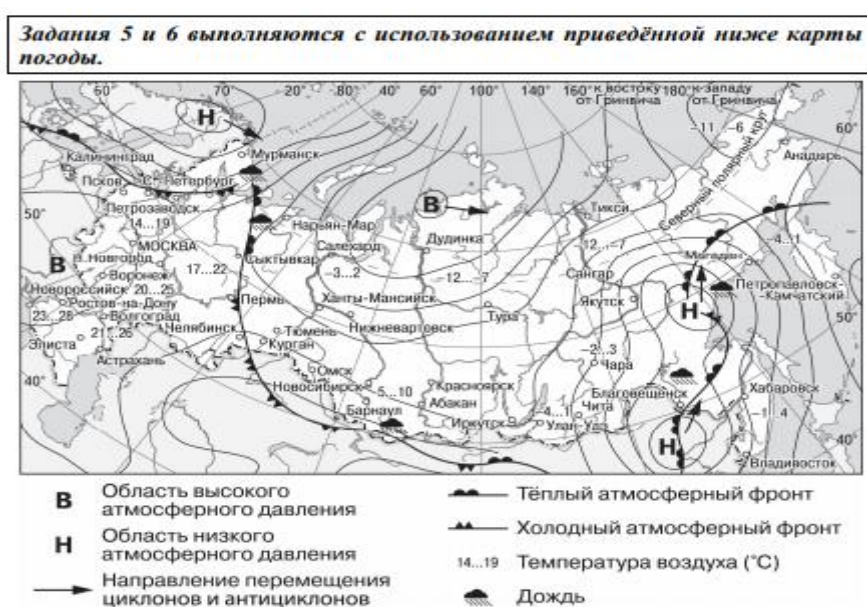 Задания 5 и 6 выполняются с использованием приведённой ниже карты
погоды.
60° 70° 20° 80° 40° 60° 100° 120° 140° 160° к востоку от Гринвича 180° к западу от Гринвича
Н
Мурманск
-11...-6
60°
Калининград
Псков
С.-Петербург
Северный полярный круг
Анадырь
50°
Петрозаводск
14...19
Нарьян-Мар
В
Тикси
МОСКВА
Салехард
Дудинка
-12...-7
Магадан
-4...1
В
Н.Новгород
Сыктывкар
-3...2
-12...-7
Сангар
Воронеж
17...22
Петропавловск-
Камчатский
Новороссийск
20...25
Пермь
Ханты-Мансийск
Якутск
Н
Ростов-на-Дону
Тура
50°
23...28
Волгоград
Челябинск
Тюмень
Нижневартовск
Элиста
21...26
Курган
-2...3
Чара
Астрахань
Омск
Новосибирск
5...10
Красноярск
Благовещенск
Хабаровск
40°
Барнаул
Абакан
-4...1
Чита
-1...4
40°
Иркутск
Улан-Удэ
Н
Владивосток
В Область высокого
атмосферного давления
Н Область низкого
атмосферного давления
Направление перемещения
циклонов и антициклонов
Тёплый атмосферный фронт
Холодный атмосферный фронт
14...19 Температура воздуха (°C)
Дождь